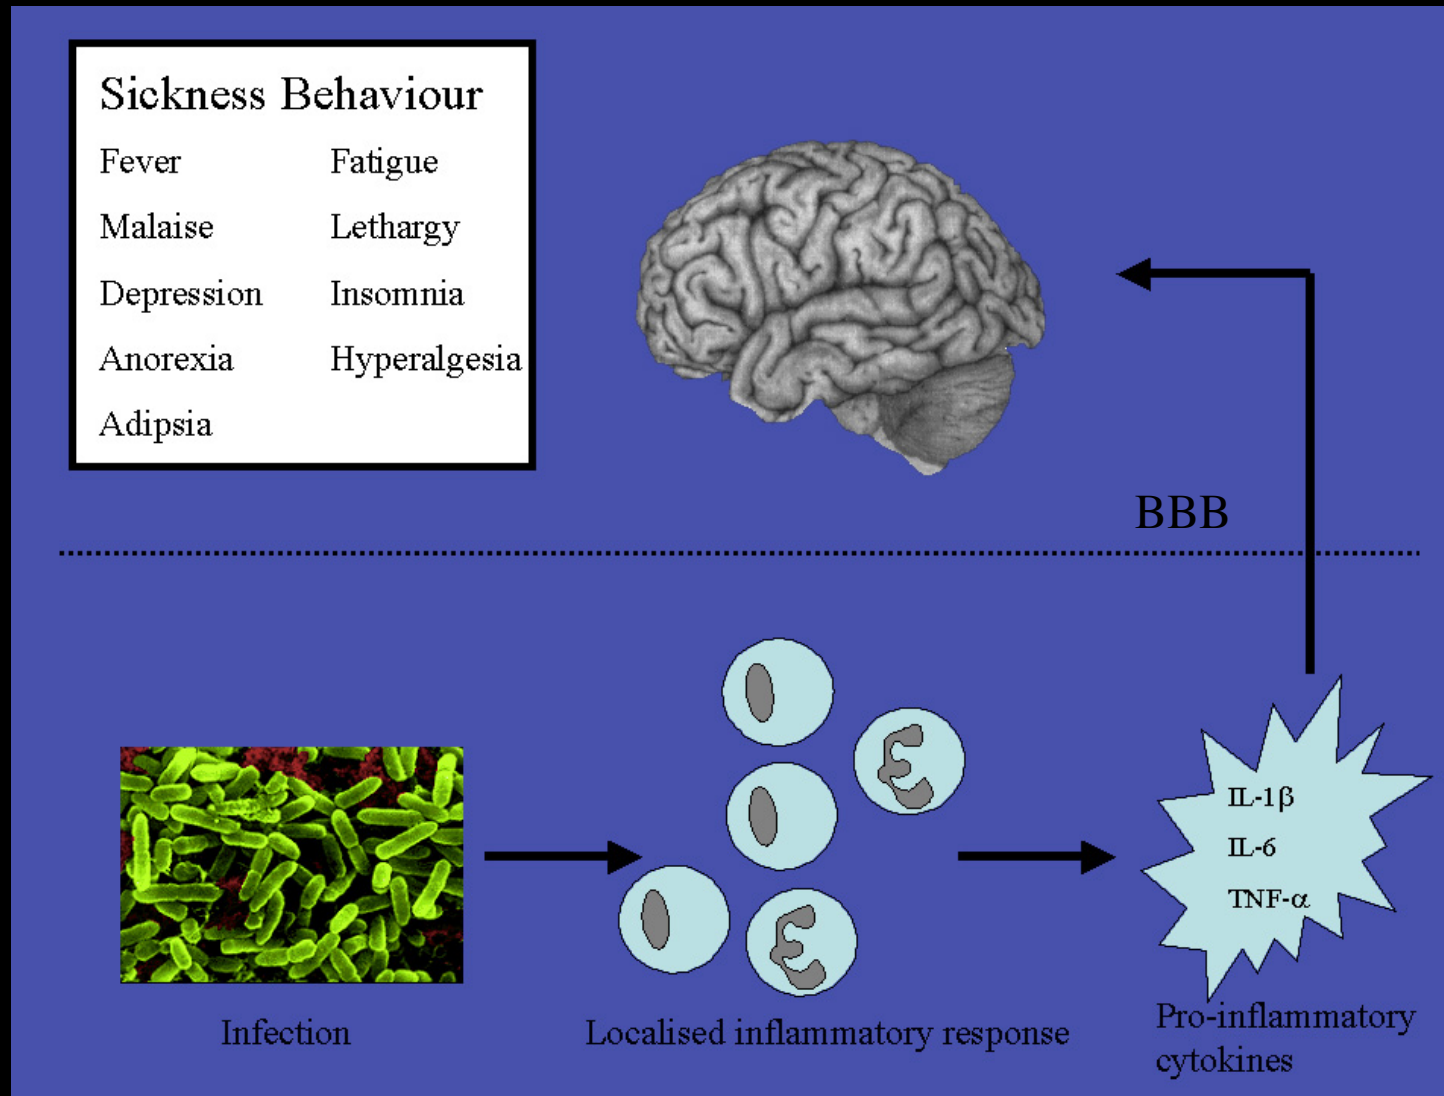 Sickness Behaviour
Fever Fatigue
Malaise Lethargy
Depression Insomnia
Anorexia Hyperalgesia
Adipsia
BBB
IL-1β
IL-6
TNF-α
Infection
Localised inflammatory response
Pro-inflammatory
cytokines